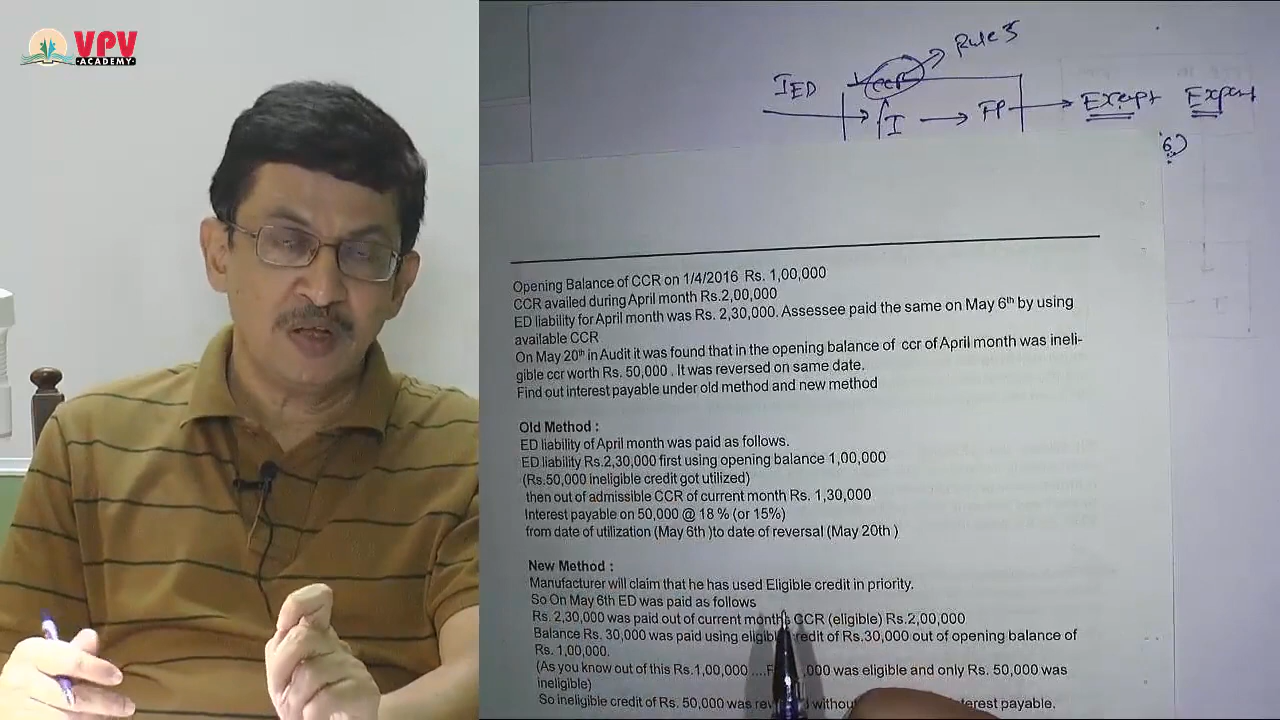 VPV
ACADEMY
Rule 5
IED
CCR
I → FP → Exempt Export
6
Opening Balance of CCR on 1/4/2016 Rs. 1,00,000
CCR availed during April month Rs.2,00,000
ED liability for April month was Rs. 2,30,000. Assessee paid the same on May 6th by using
available CCR
On May 20th in Audit it was found that in the opening balance of ccr of April month was ineli-
gible ccr worth Rs. 50,000 . It was reversed on same date.
Find out interest payable under old method and new method
Old Method :
ED liability of April month was paid as follows.
ED liability Rs.2,30,000 first using opening balance 1,00,000
(Rs.50,000 ineligible credit got utilized)
then out of admissible CCR of current month Rs. 1,30,000
Interest payable on 50,000 @ 18 % (or 15%)
from date of utilization (May 6th )to date of reversal (May 20th )
New Method :
Manufacturer will claim that he has used Eligible credit in priority.
So On May 6th ED was paid as follows
Rs. 2,30,000 was paid out of current months CCR (eligible) Rs.2,00,000
Balance Rs. 30,000 was paid using eligible credit of Rs.30,000 out of opening balance of
Rs. 1,00,000.
(As you know out of this Rs.1,00,000 .... ,000 was eligible and only Rs. 50,000 was
ineligible)
So ineligible credit of Rs. 50,000 was without payable.